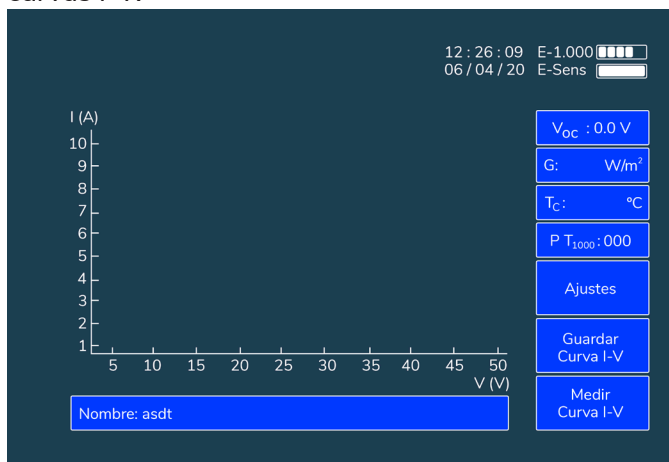 12 : 26 : 09 E-1.000
06 / 04 / 20 E-Sens
I (A)
10
9
8
7
6
5
4
3
2
1
5 10 15 20 25 30 35 40 45 50
V (V)
Nombre: asdt
VOC : 0.0 V
G: W/m²
TC: ºC
P T1000: 000
Ajustes
Guardar
Curva I-V
Medir
Curva I-V